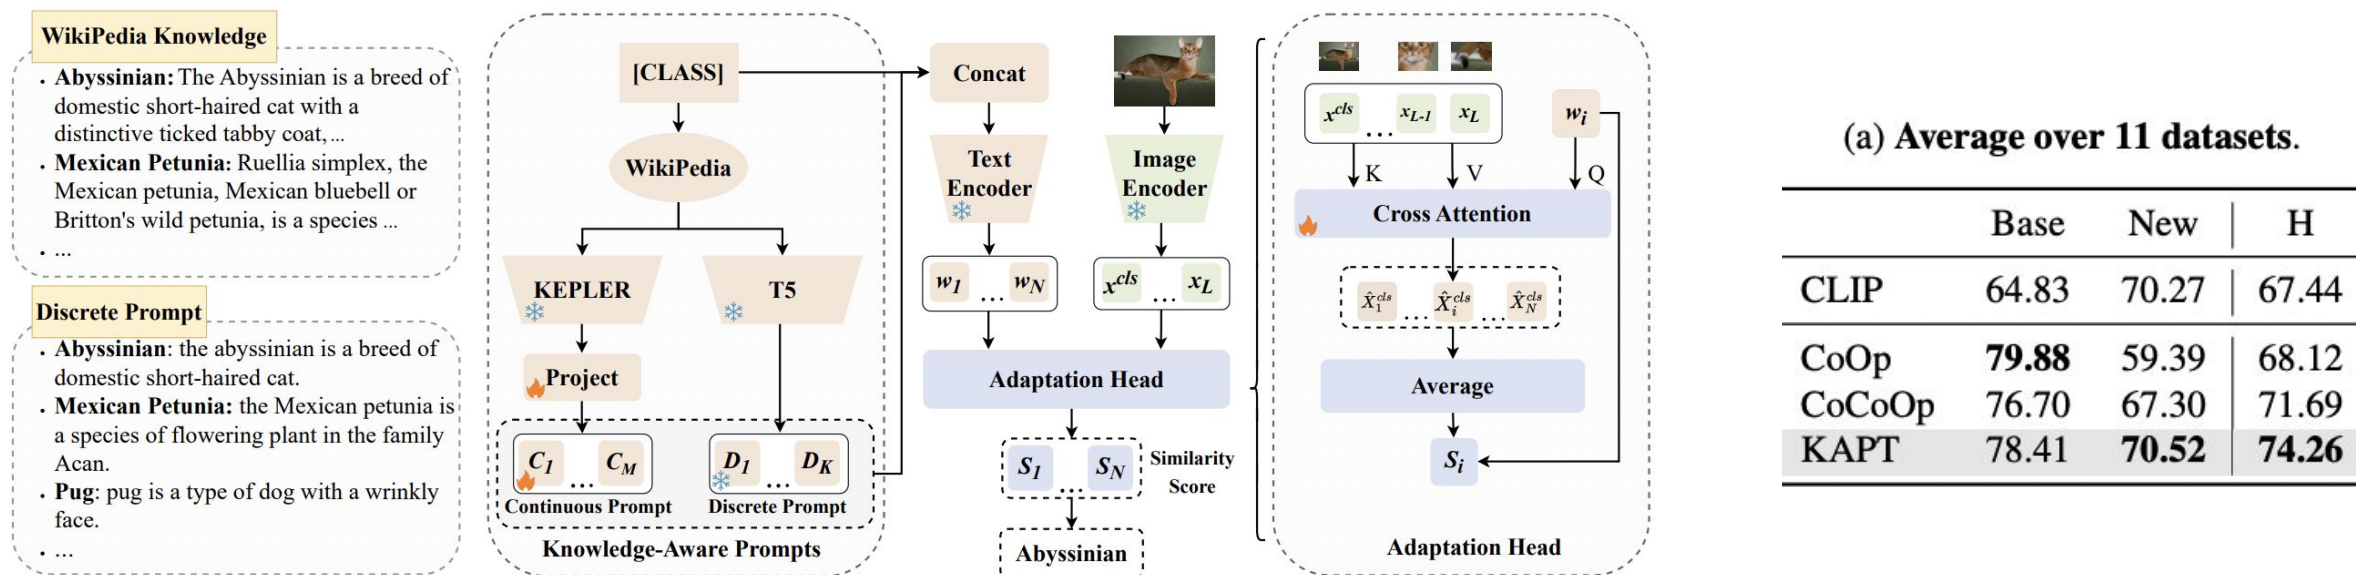 WikiPedia Knowledge
• Abyssinian: The Abyssinian is a breed of
domestic short-haired cat with a
distinctive ticked tabby coat, ...
• Mexican Petunia: Ruellia simplex, the
Mexican petunia, Mexican bluebell or
Britton's wild petunia, is a species ...
• ...
Discrete Prompt
• Abyssinian: the abyssinian is a breed of
domestic short-haired cat.
• Mexican Petunia: the Mexican petunia is
a species of flowering plant in the family
Acan.
• Pug: pug is a type of dog with a wrinkly
face.
• ...
[CLASS]
WikiPedia
KEPLER
T5
Project
C1 ... CM
D1 ... DK
Continuous Prompt
Discrete Prompt
Knowledge-Aware Prompts
Concat
Text
Encoder
Image
Encoder
w1 ... wN
x^cls ... xL
Adaptation Head
S1 ... SN
Similarity
Score
Abyssinian
x^cls ... xL-1 xL
wi
K
V
Q
Cross Attention
X̂1^cls ... X̂i^cls ... X̂N^cls
Average
Si
Adaptation Head
(a) Average over 11 datasets.
Base New H
CLIP 64.83 70.27 67.44
CoOp 79.88 59.39 68.12
CoCoOp 76.70 67.30 71.69
KAPT 78.41 70.52 74.26